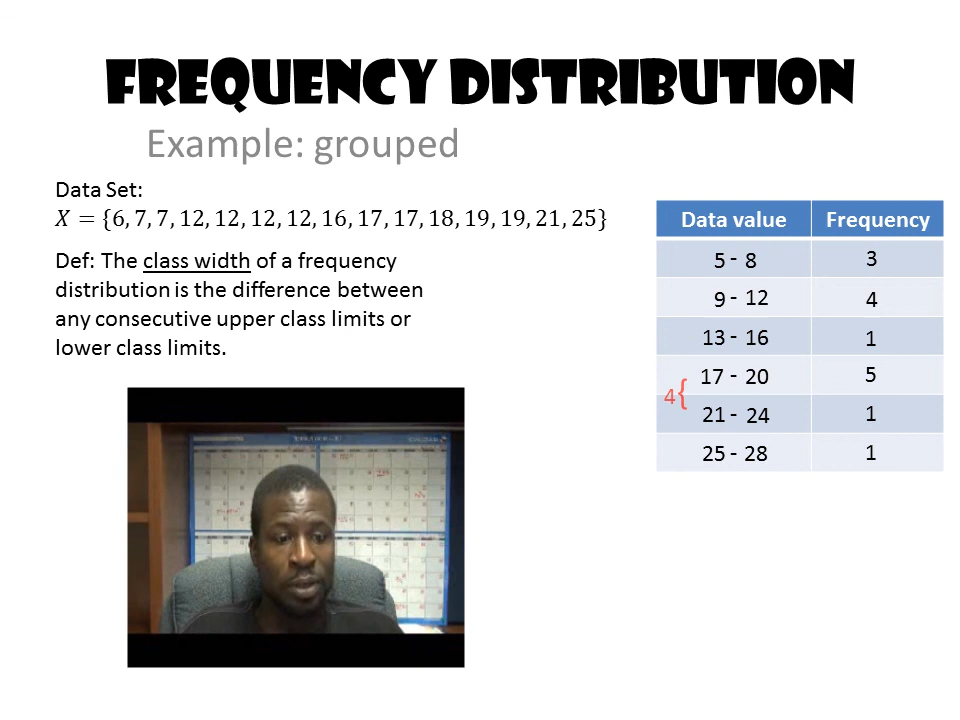 FREQUENCY DISTRIBUTION
Example: grouped
Data Set:
X = {6, 7, 7, 12, 12, 12, 12, 16, 17, 17, 18, 19, 19, 21, 25}
Def: The class width of a frequency
distribution is the difference between
any consecutive upper class limits or
lower class limits.
Data value Frequency
5 - 8 3
9 - 12 4
13 - 16 1
17 - 20 5
4{
21 - 24 1
25 - 28 1